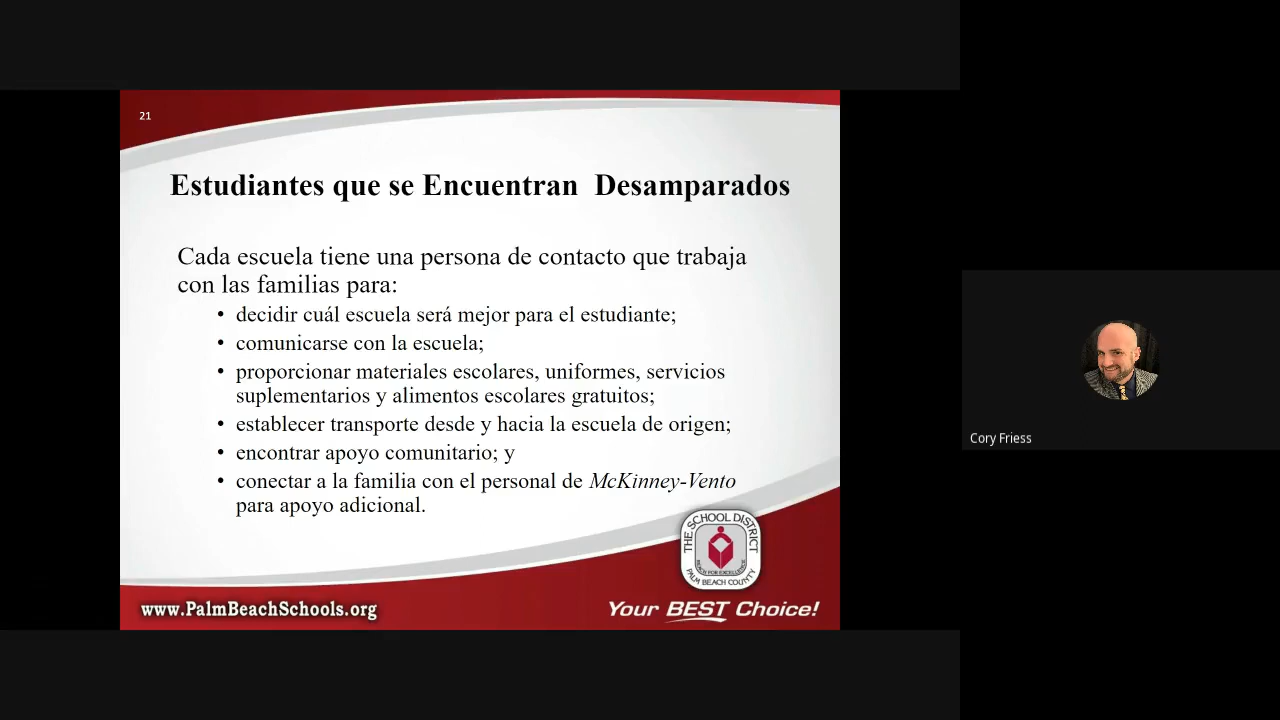 21
Estudiantes que se Encuentran Desamparados
Cada escuela tiene una persona de contacto que trabaja
con las familias para:
• decidir cuál escuela será mejor para el estudiante;
• comunicarse con la escuela;
• proporcionar materiales escolares, uniformes, servicios
suplementarios y alimentos escolares gratuitos;
• establecer transporte desde y hacia la escuela de origen;
• encontrar apoyo comunitario; y
• conectar a la familia con el personal de McKinney-Vento
para apoyo adicional.
THE SCHOOL DISTRICT
PALM BEACH COUNTY
www.PalmBeachSchools.org
Your BEST Choice!
Cory Friess